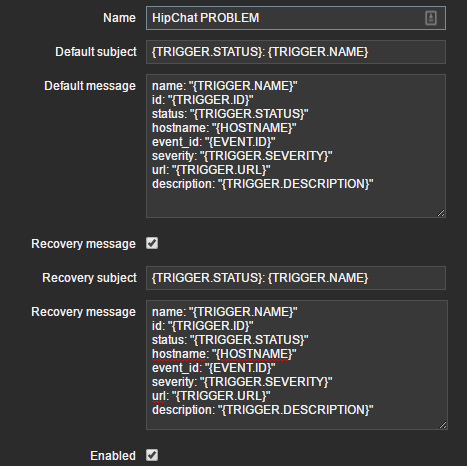 Name HipChat PROBLEM
Default subject {TRIGGER.STATUS}: {TRIGGER.NAME}
Default message name: "{TRIGGER.NAME}"
id: "{TRIGGER.ID}"
status: "{TRIGGER.STATUS}"
hostname: "{HOSTNAME}"
event_id: "{EVENT.ID}"
severity: "{TRIGGER.SEVERITY}"
url: "{TRIGGER.URL}"
description: "{TRIGGER.DESCRIPTION}"
Recovery message
Recovery subject {TRIGGER.STATUS}: {TRIGGER.NAME}
Recovery message name: "{TRIGGER.NAME}"
id: "{TRIGGER.ID}"
status: "{TRIGGER.STATUS}"
hostname: "{HOSTNAME}"
event_id: "{EVENT.ID}"
severity: "{TRIGGER.SEVERITY}"
url: "{TRIGGER.URL}"
description: "{TRIGGER.DESCRIPTION}"
Enabled